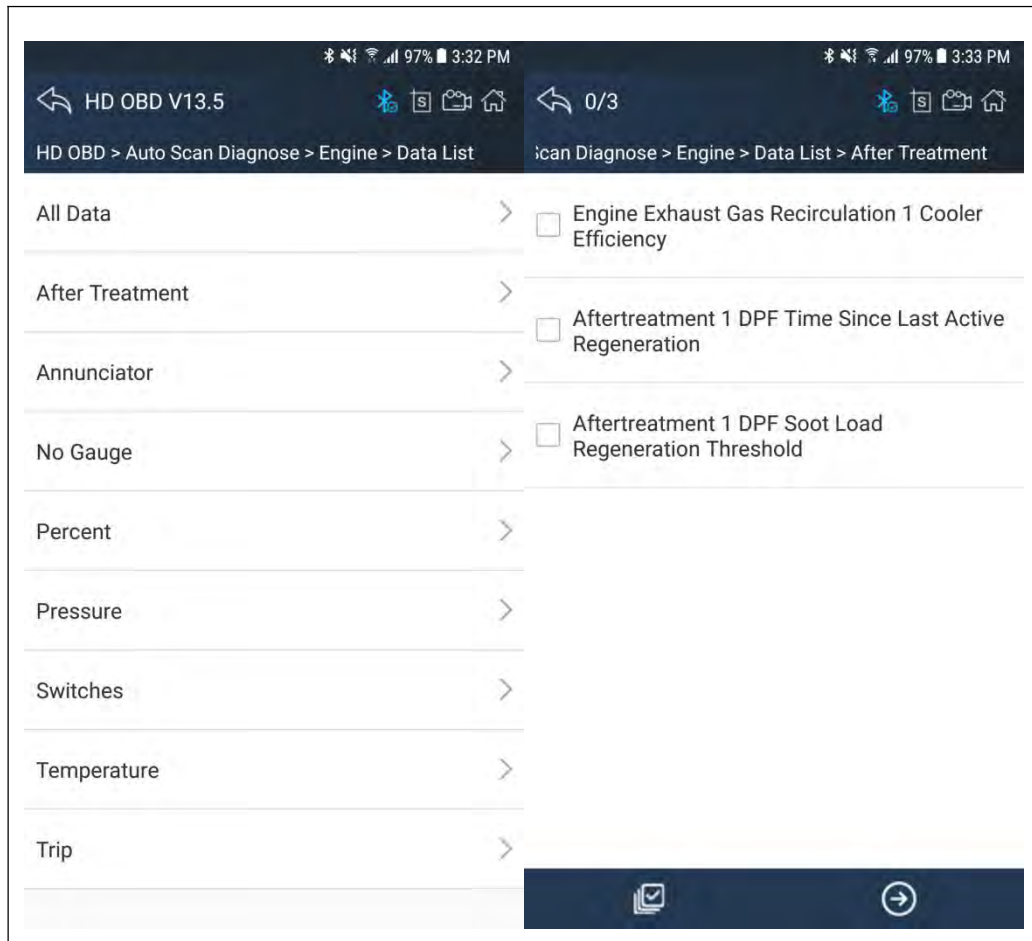 97% 3:32 PM
HD OBD V13.5
S
HD OBD > Auto Scan Diagnose > Engine > Data List
All Data
After Treatment
Annunciator
No Gauge
Percent
Pressure
Switches
Temperature
Trip
97% 3:33 PM
0/3
S
can Diagnose > Engine > Data List > After Treatment
Engine Exhaust Gas Recirculation 1 Cooler
Efficiency
Aftertreatment 1 DPF Time Since Last Active
Regeneration
Aftertreatment 1 DPF Soot Load
Regeneration Threshold